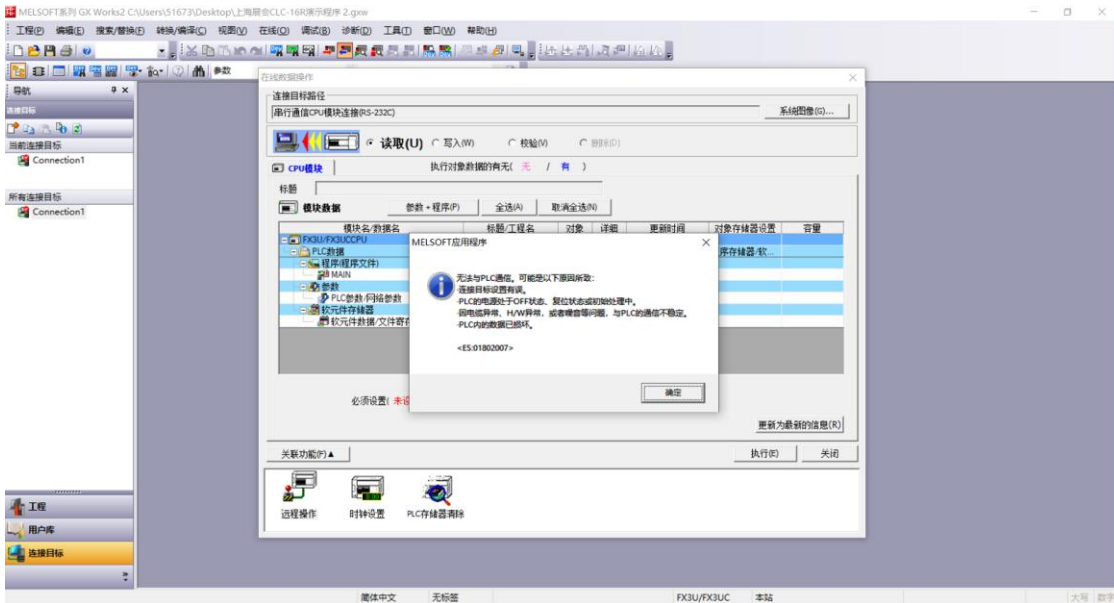 MELSOFT系列 GX Works2 C:\Users\51673\Desktop\上海展会CLC-16R演示程序 2.gxw
工程(P) 编辑(E) 搜索/替换(F) 转换/编译(C) 视图(V) 在线(O) 调试(B) 诊断(D) 工具(T) 窗口(W) 帮助(H)
参数
导航
连接目标
当前连接目标
Connection1
所有连接目标
Connection1
工程
用户库
连接目标
在线数据操作
连接目标路径
串行通信CPU模块连接(RS-232C)
系统图像(G)...
读取(U) 写入(W) 校验(V) 删除(D)
CPU模块 执行对象数据的有无( 无 / 有 )
标题
模块数据 参数+程序(P) 全选(A) 取消全选(N)
模块名/数据名 标题/工程名 对象 详细 更新时间 对象存储器设置 容量
FX3U/FX3UCCPU
PLC数据 序存储器/软...
程序(程序文件)
MAIN
参数
PLC参数/网络参数
软元件存储器
软元件数据/文件寄存
MELSOFT应用程序
无法与PLC通信。可能是以下原因所致:
·连接目标设置有误。
·PLC的电源处于OFF状态、复位状态或初始处理中。
·因电缆异常、H/W异常，或者噪音等问题，与PLC的通信不稳定。
·PLC内的数据已损坏。
<ES:01802007>
确定
必须设置( 未设
更新为最新的信息(R)
关联功能(F)▲ 执行(E) 关闭
远程操作 时钟设置 PLC存储器清除
简体中文 无标签 FX3U/FX3UC 本站 大写 数字